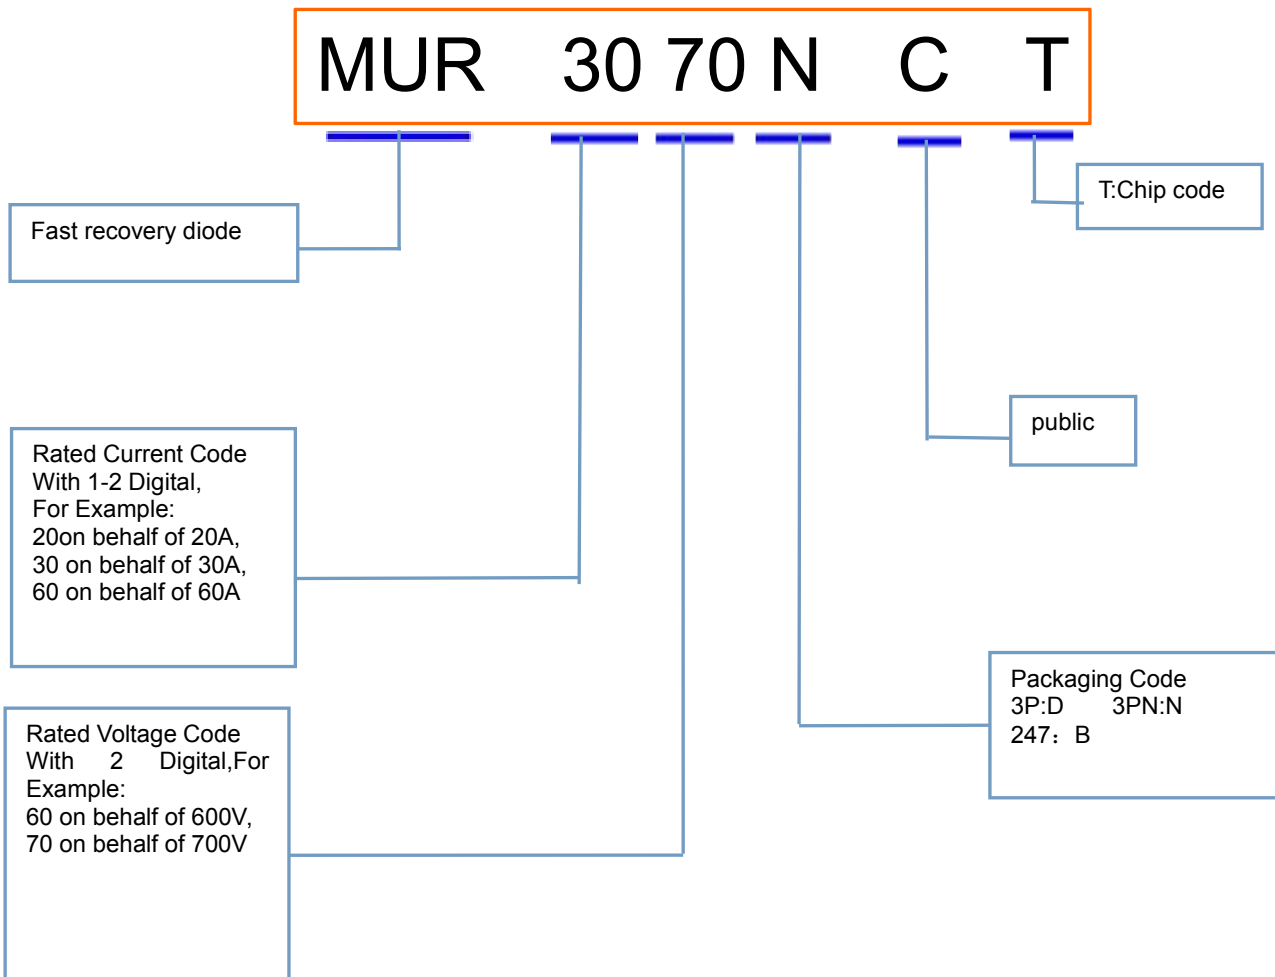 MUR 30 70 N C T
T:Chip code
Fast recovery diode
public
Rated Current Code
With 1-2 Digital,
For Example:
20on behalf of 20A,
30 on behalf of 30A,
60 on behalf of 60A
Packaging Code
3P:D 3PN:N
247：B
Rated Voltage Code
With 2 Digital,For
Example:
60 on behalf of 600V,
70 on behalf of 700V